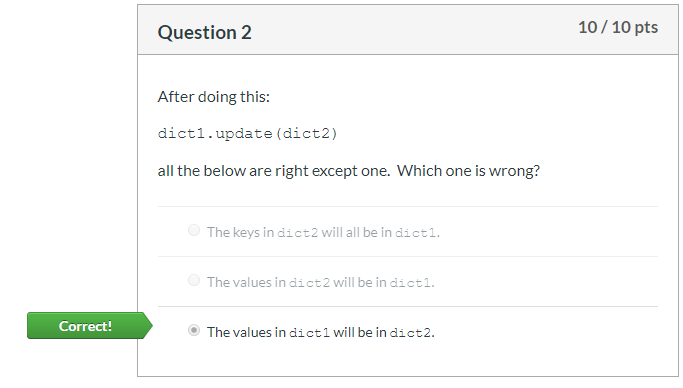 Question 2
10 / 10 pts
After doing this:
dict1.update(dict2)
all the below are right except one.  Which one is wrong?
The keys in dict2 will all be in dict1.
The values in dict2 will be in dict1.
Correct!
The values in dict1 will be in dict2.